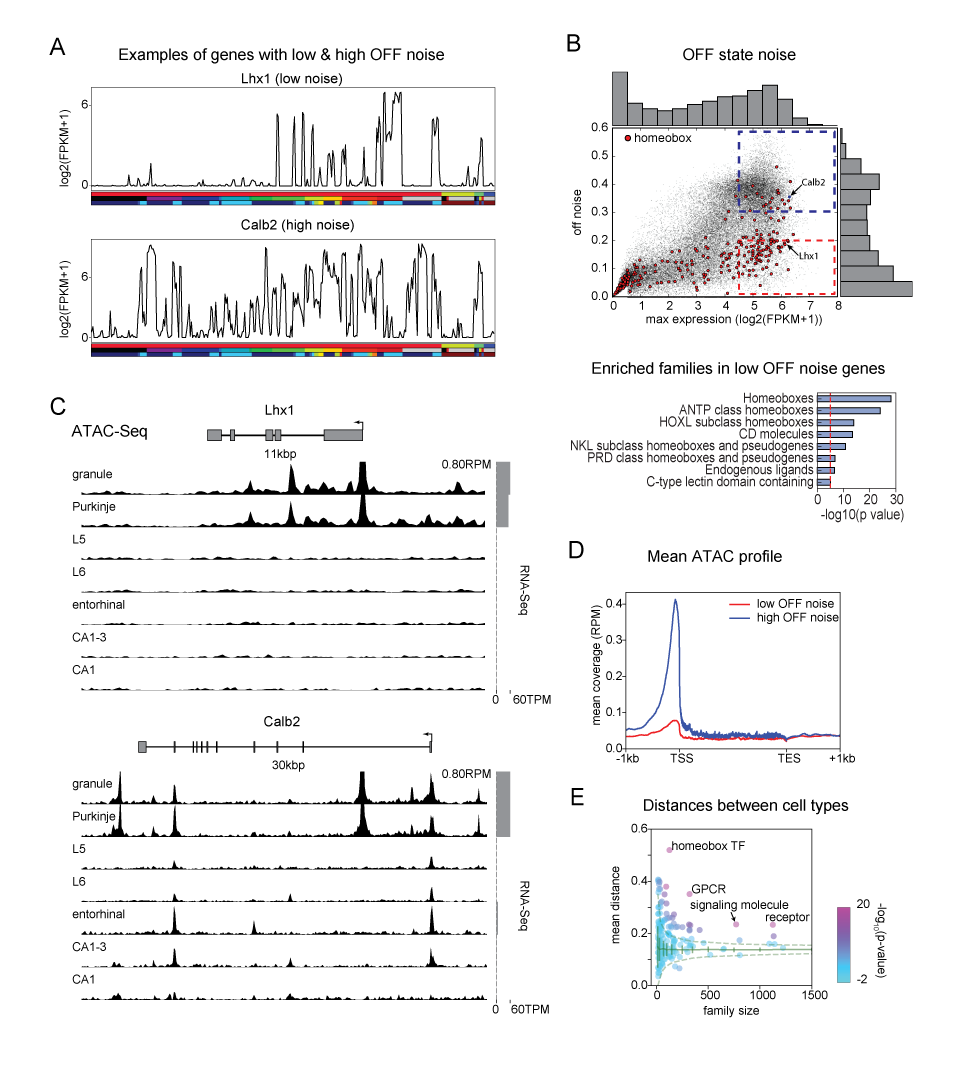 A
Examples of genes with low & high OFF noise
Lhx1 (low noise)
log2(FPKM+1)
6
0
Calb2 (high noise)
log2(FPKM+1)
6
0
B
OFF state noise
homeobox
Calb2
Lhx1
off noise
0.6
0.5
0.4
0.3
0.2
0.1
0.0
0 1 2 3 4 5 6 7 8
max expression (log2(FPKM+1))
Enriched families in low OFF noise genes
Homeoboxes
ANTP class homeoboxes
HOXL subclass homeoboxes
CD molecules
NKL subclass homeoboxes and pseudogenes
PRD class homeoboxes and pseudogenes
Endogenous ligands
C-type lectin domain containing
0 10 20 30
-log10(p value)
C
ATAC-Seq
Lhx1
11kbp
0.80RPM
granule
Purkinje
L5
L6
entorhinal
CA1-3
CA1
RNA-Seq
0 60TPM
Calb2
30kbp
0.80RPM
granule
Purkinje
L5
L6
entorhinal
CA1-3
CA1
RNA-Seq
0 60TPM
D
Mean ATAC profile
low OFF noise
high OFF noise
mean coverage (RPM)
0.4
0.3
0.2
0.1
0.0
-1kb TSS TES +1kb
E
Distances between cell types
homeobox TF
GPCR
signaling molecule
receptor
mean distance
0.6
0.4
0.2
0.0
0 500 1000 1500
family size
20
-2
-log10(p-value)